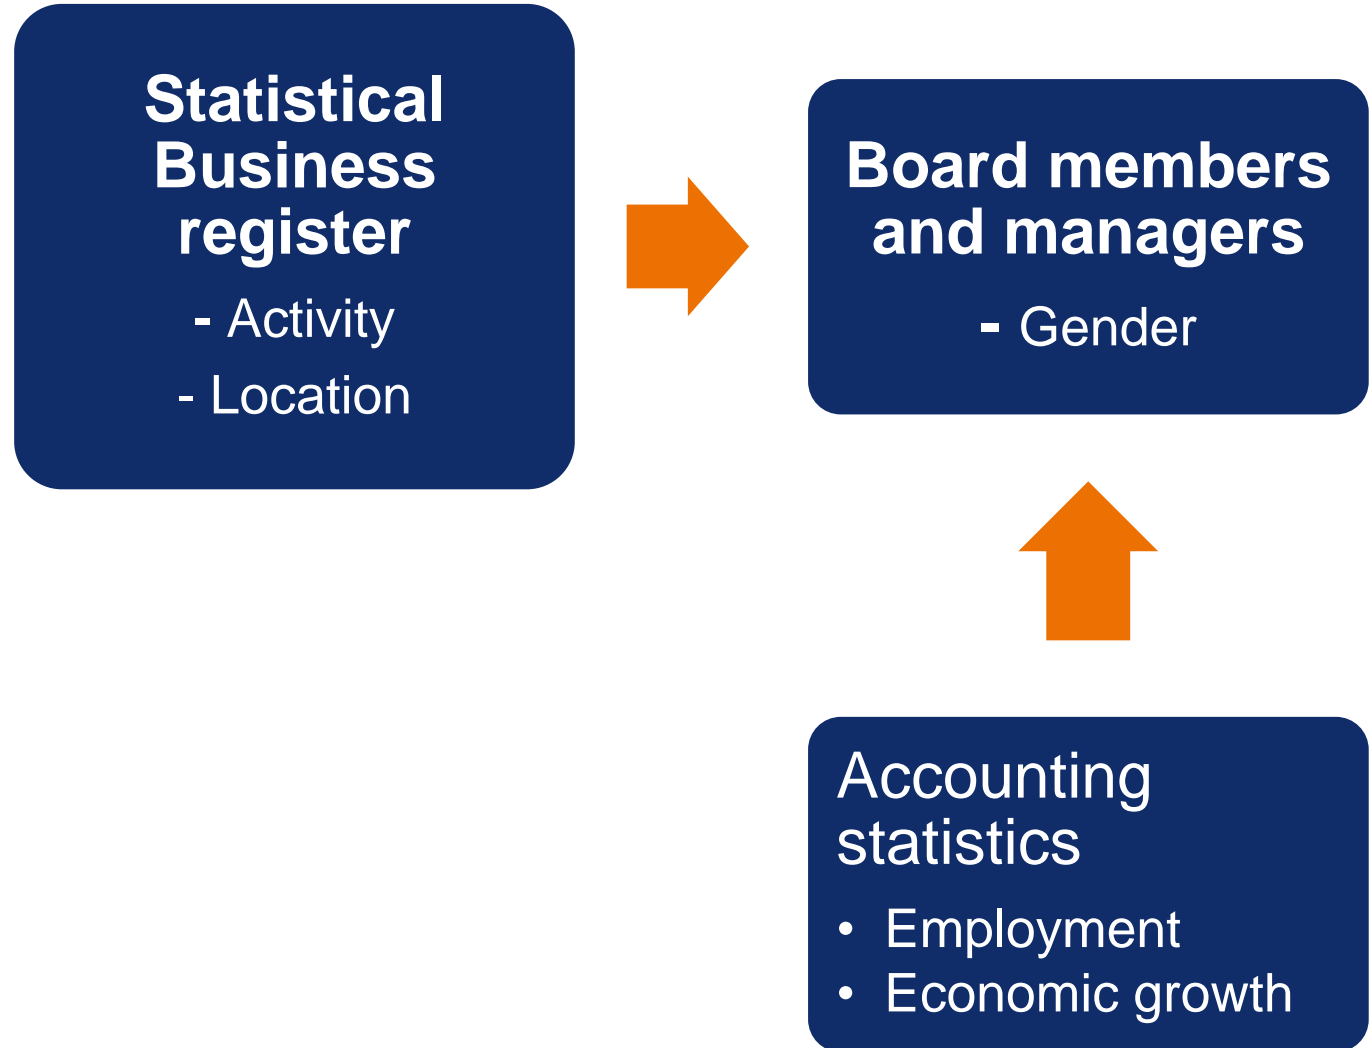 Statistical
Business
register
- Activity
- Location
Board members
and managers
- Gender
Accounting
statistics
• Employment
• Economic growth